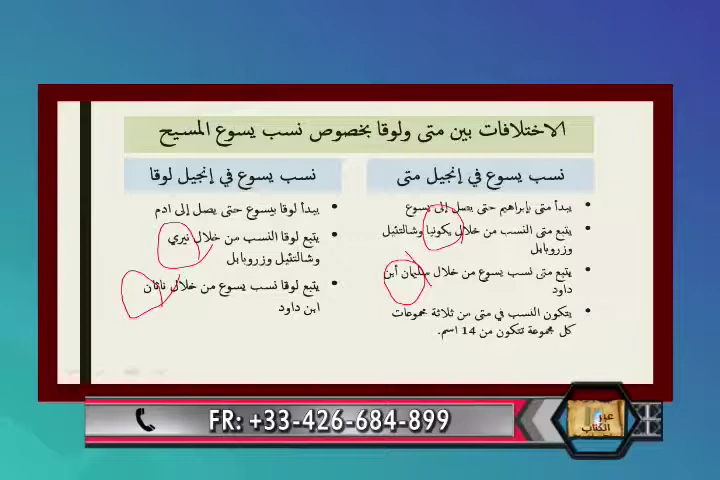 الاختلافات بين متى ولوقا بخصوص نسب يسوع المسيح
نسب يسوع في إنجيل متى
يبدأ متى بإبراهيم حتى يصل إلى يسوع
يتبع متى النسب من خلال يكونيا وشالتئيل
وزروبابل
يتبع متى نسب يسوع من خلال سليمان أبن
داود
يتكون النسب في متى من ثلاثة مجموعات
كل مجموعة تتكون من 14 اسم.
نسب يسوع في إنجيل لوقا
يبدأ لوقا بيسوع حتى يصل إلى ادم
يتبع لوقا النسب من خلال نيري
وشالتئيل وزروبابل
يتبع لوقا نسب يسوع من خلال ناثان
ابن داود
FR: +33-426-684-899
عبر
الكتاب